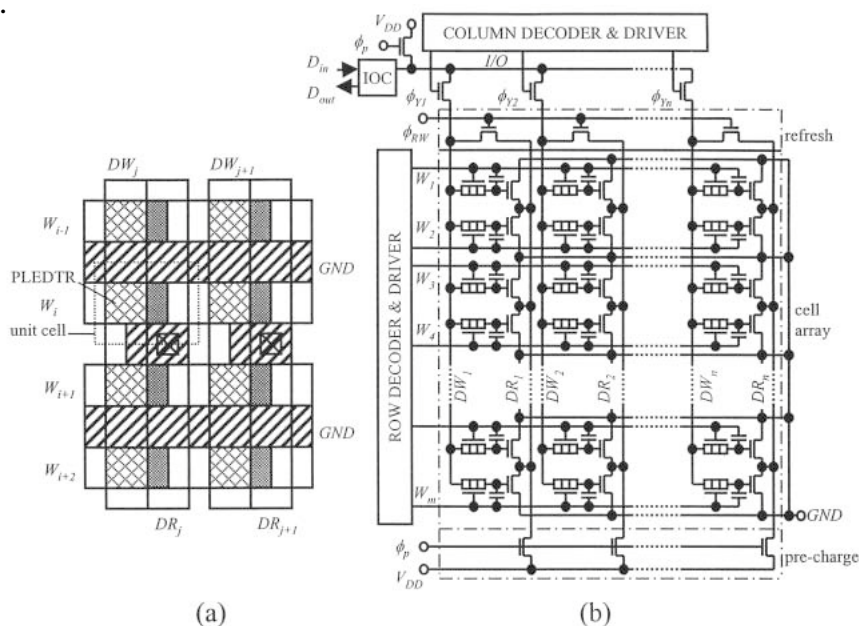 .
V_DD
COLUMN DECODER & DRIVER
ϕ_p
D_in
IOC
I/O
D_out
ϕ_Y1
ϕ_Y2
ϕ_Yn
ϕ_RW
refresh
DW_j
DW_j+1
W_i-1
GND
PLEDTR
W_i
unit cell
W_i+1
GND
W_i+2
DR_j
DR_j+1
ROW DECODER & DRIVER
W_1
W_2
W_3
W_4
cell
array
DW_1
DR_1
DW_2
DR_2
DW_n
DR_n
W_m
GND
ϕ_p
pre-charge
V_DD
(a)
(b)